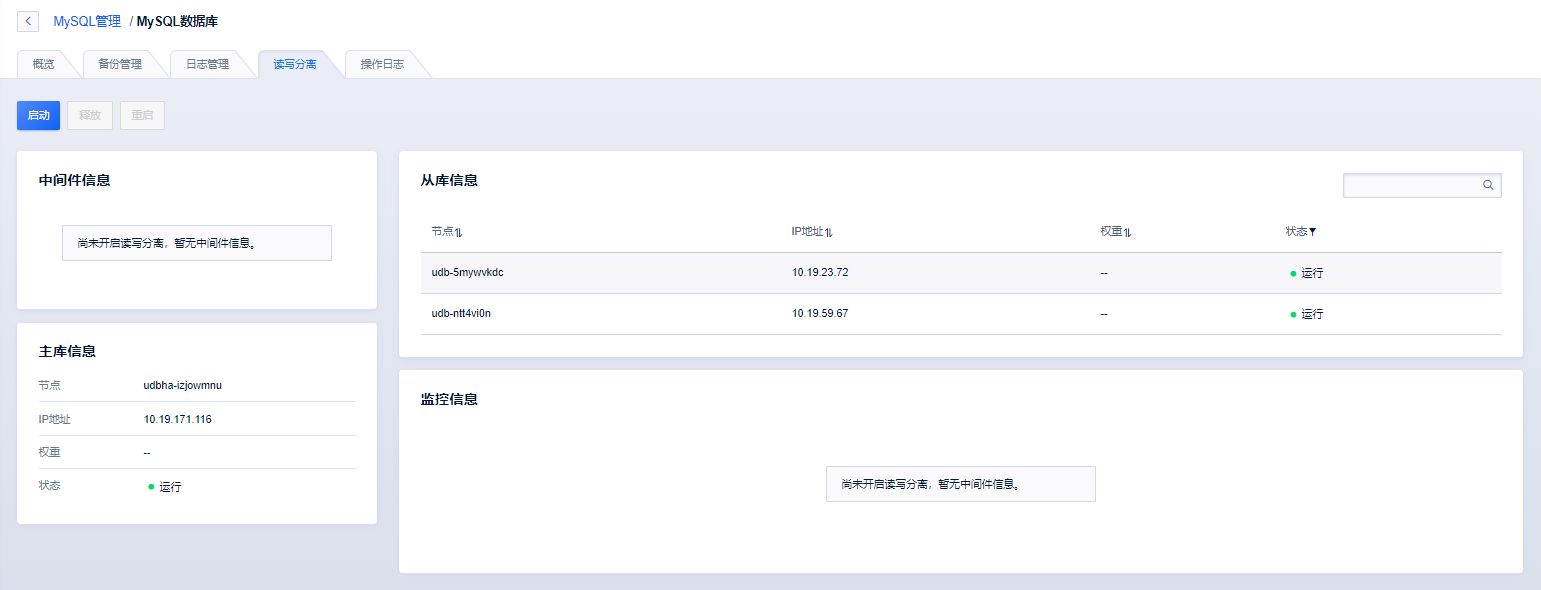 MySQL管理 / MySQL数据库
概览 备份管理 日志管理 读写分离 操作日志
启动 释放 重启
中间件信息
尚未开启读写分离，暂无中间件信息。
主库信息
节点 udbha-izjowmnu
IP地址 10.19.171.116
权重 --
状态 运行
从库信息
节点 IP地址 权重 状态
udb-5mywvkdc 10.19.23.72 -- 运行
udb-ntt4vi0n 10.19.59.67 -- 运行
监控信息
尚未开启读写分离，暂无中间件信息。